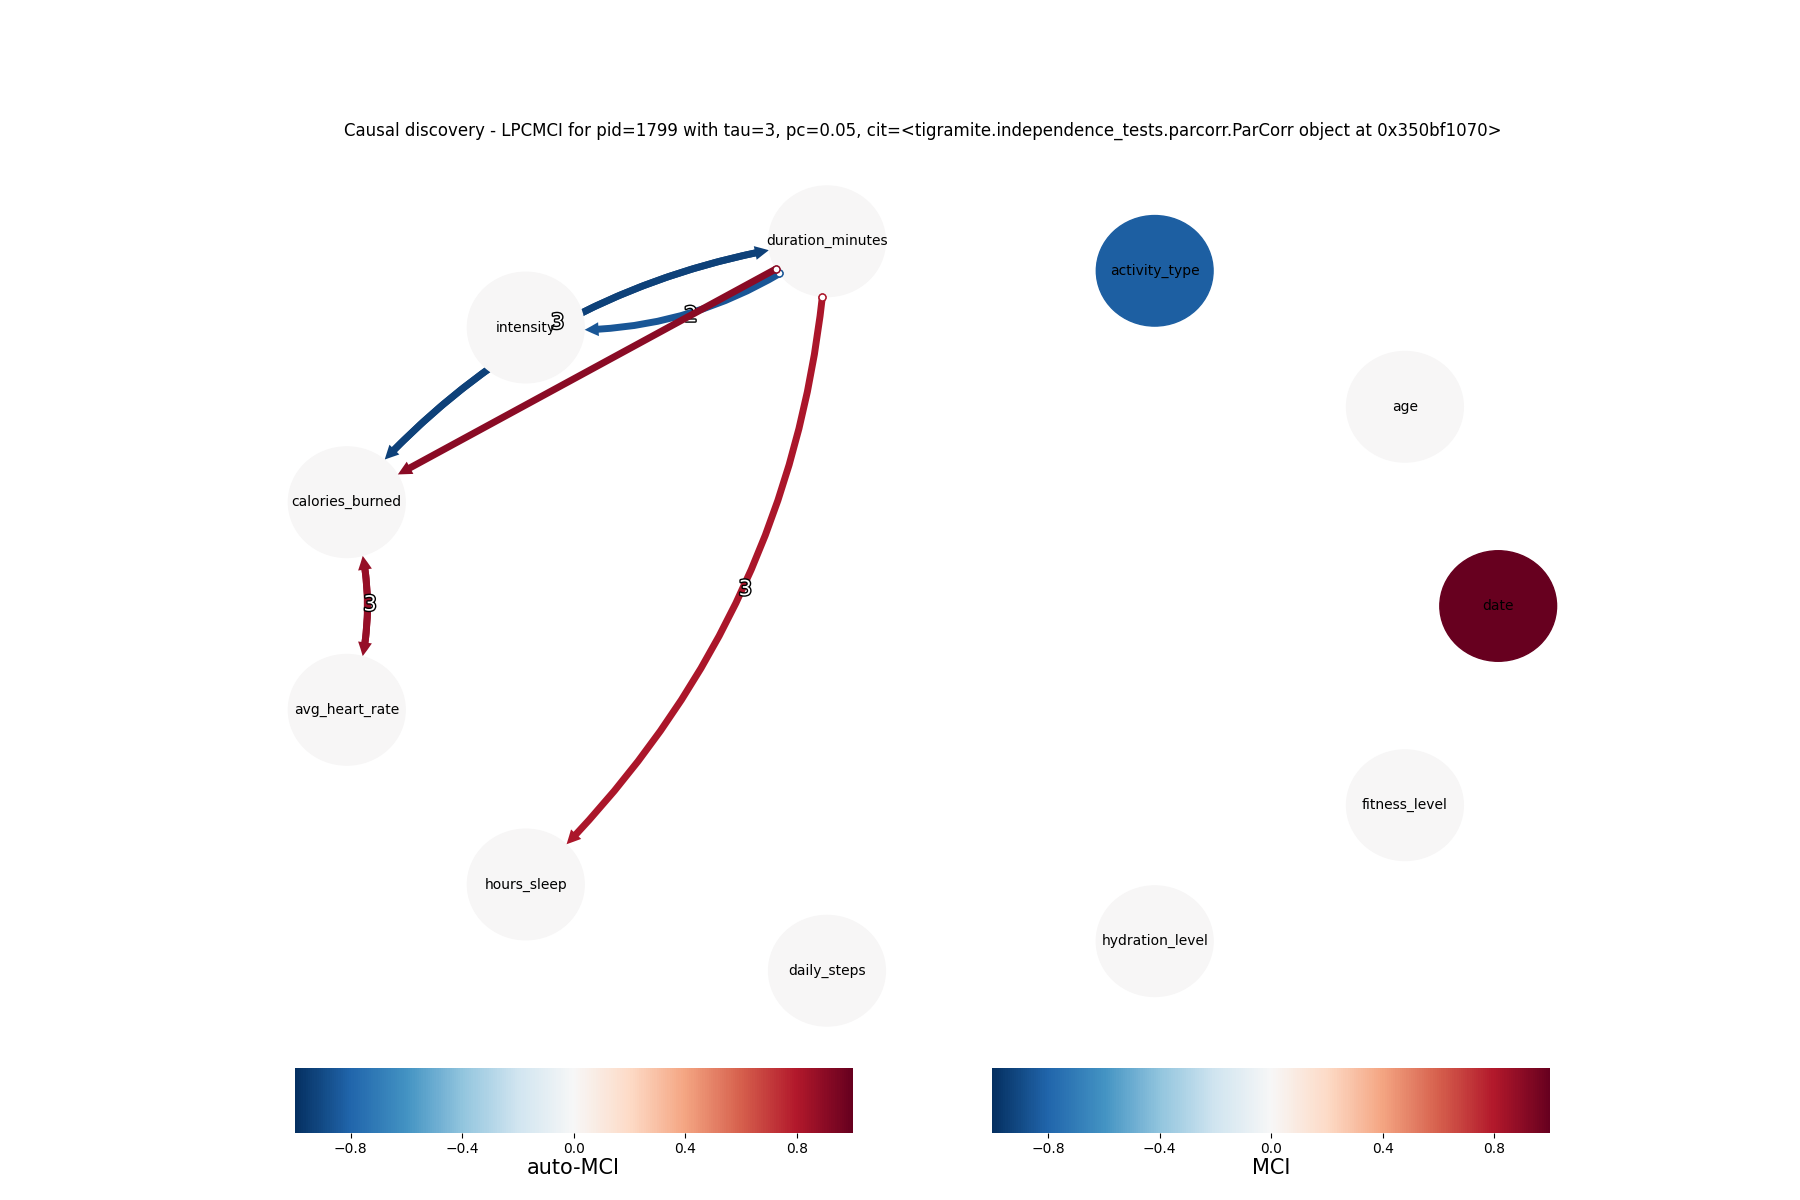 Causal discovery - LPCMCI for pid=1799 with tau=3, pc=0.05, cit=<tigramite.independence_tests.parcorr.ParCorr object at 0x350bf1070>
duration_minutes
activity_type
intensity
3
2
age
calories_burned
3
3
date
avg_heart_rate
fitness_level
hours_sleep
hydration_level
daily_steps
−0.8 −0.4 0.0 0.4 0.8
auto-MCI
−0.8 −0.4 0.0 0.4 0.8
MCI